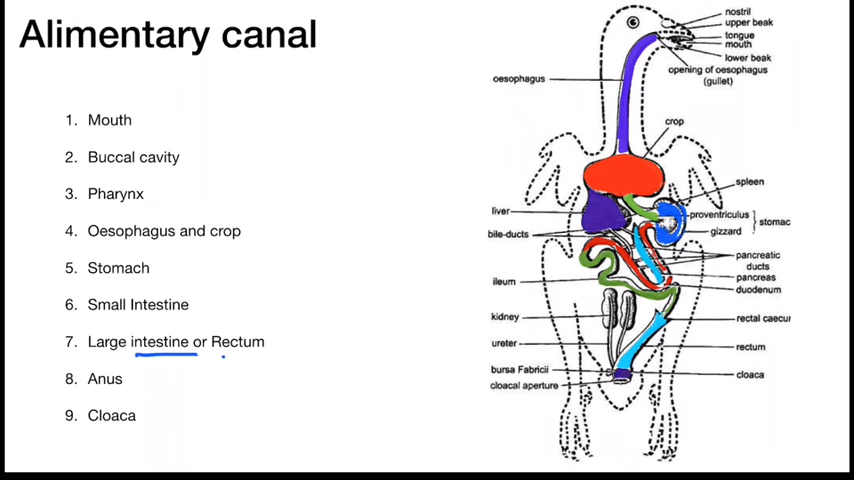 Alimentary canal
1. Mouth
2. Buccal cavity
3. Pharynx
4. Oesophagus and crop
5. Stomach
6. Small Intestine
7. Large intestine or Rectum
8. Anus
9. Cloaca
nostril
upper beak
tongue
mouth
lower beak
opening of oesophagus
(gullet)
oesophagus
crop
spleen
liver
proventriculus
stomac
bile-ducts
gizzard
pancreatic
ducts
ileum
pancreas
duodenum
kidney
rectal caecur
ureter
rectum
bursa Fabricii
cloaca
cloacal aperture